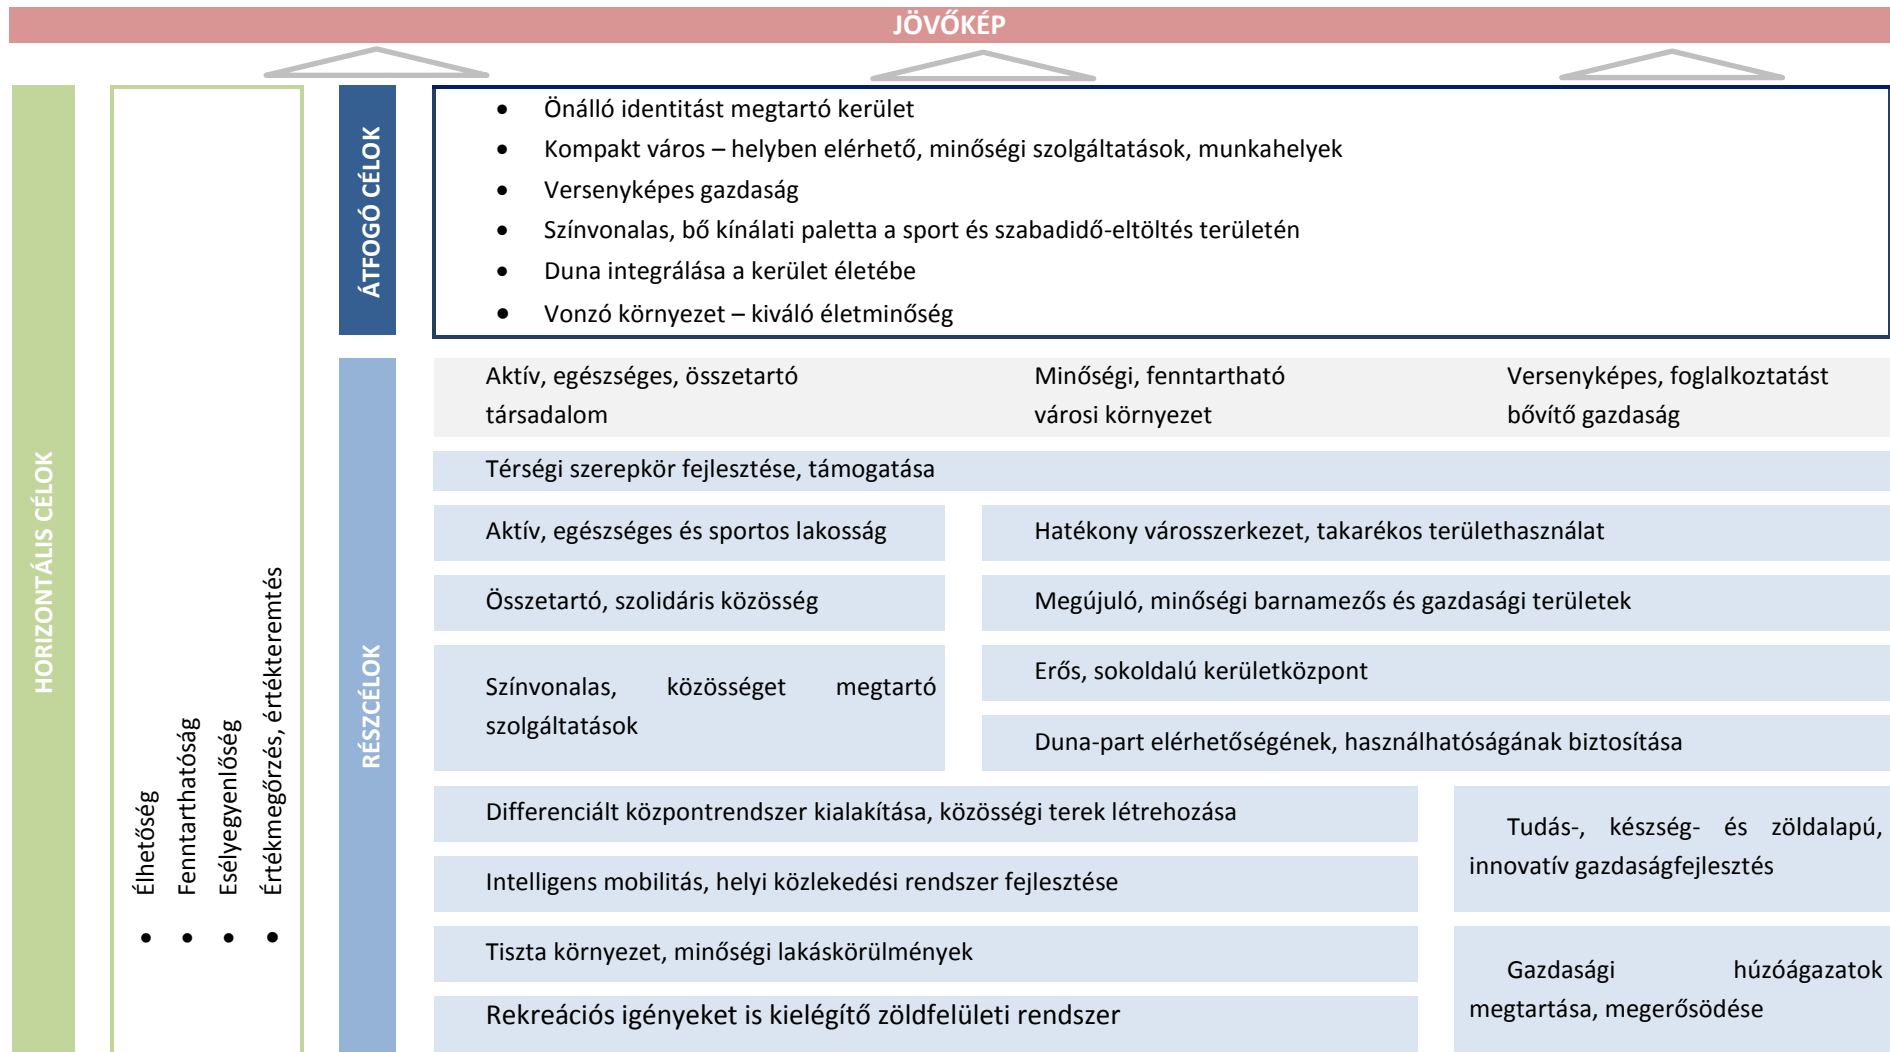 JÖVŐKÉP
HORIZONTÁLIS CÉLOK
• Élhetőség
• Fenntarthatóság
• Esélyegyenlőség
• Értékmegőrzés, értékteremtés
ÁTFOGÓ CÉLOK
• Önálló identitást megtartó kerület
• Kompakt város – helyben elérhető, minőségi szolgáltatások, munkahelyek
• Versenyképes gazdaság
• Színvonalas, bő kínálati paletta a sport és szabadidő-eltöltés területén
• Duna integrálása a kerület életébe
• Vonzó környezet – kiváló életminőség
RÉSZCÉLOK
Aktív, egészséges, összetartó
társadalom
Minőségi, fenntartható
városi környezet
Versenyképes, foglalkoztatást
bővítő gazdaság
Térségi szerepkör fejlesztése, támogatása
Aktív, egészséges és sportos lakosság
Hatékony városszerkezet, takarékos területhasználat
Összetartó, szolidáris közösség
Megújuló, minőségi barnamezős és gazdasági területek
Színvonalas, közösséget megtartó
szolgáltatások
Erős, sokoldalú kerületközpont
Duna-part elérhetőségének, használhatóságának biztosítása
Differenciált központrendszer kialakítása, közösségi terek létrehozása
Tudás-, készség- és zöldalapú,
innovatív gazdaságfejlesztés
Intelligens mobilitás, helyi közlekedési rendszer fejlesztése
Tiszta környezet, minőségi lakáskörülmények
Gazdasági húzóágazatok
megtartása, megerősödése
Rekreációs igényeket is kielégítő zöldfelületi rendszer